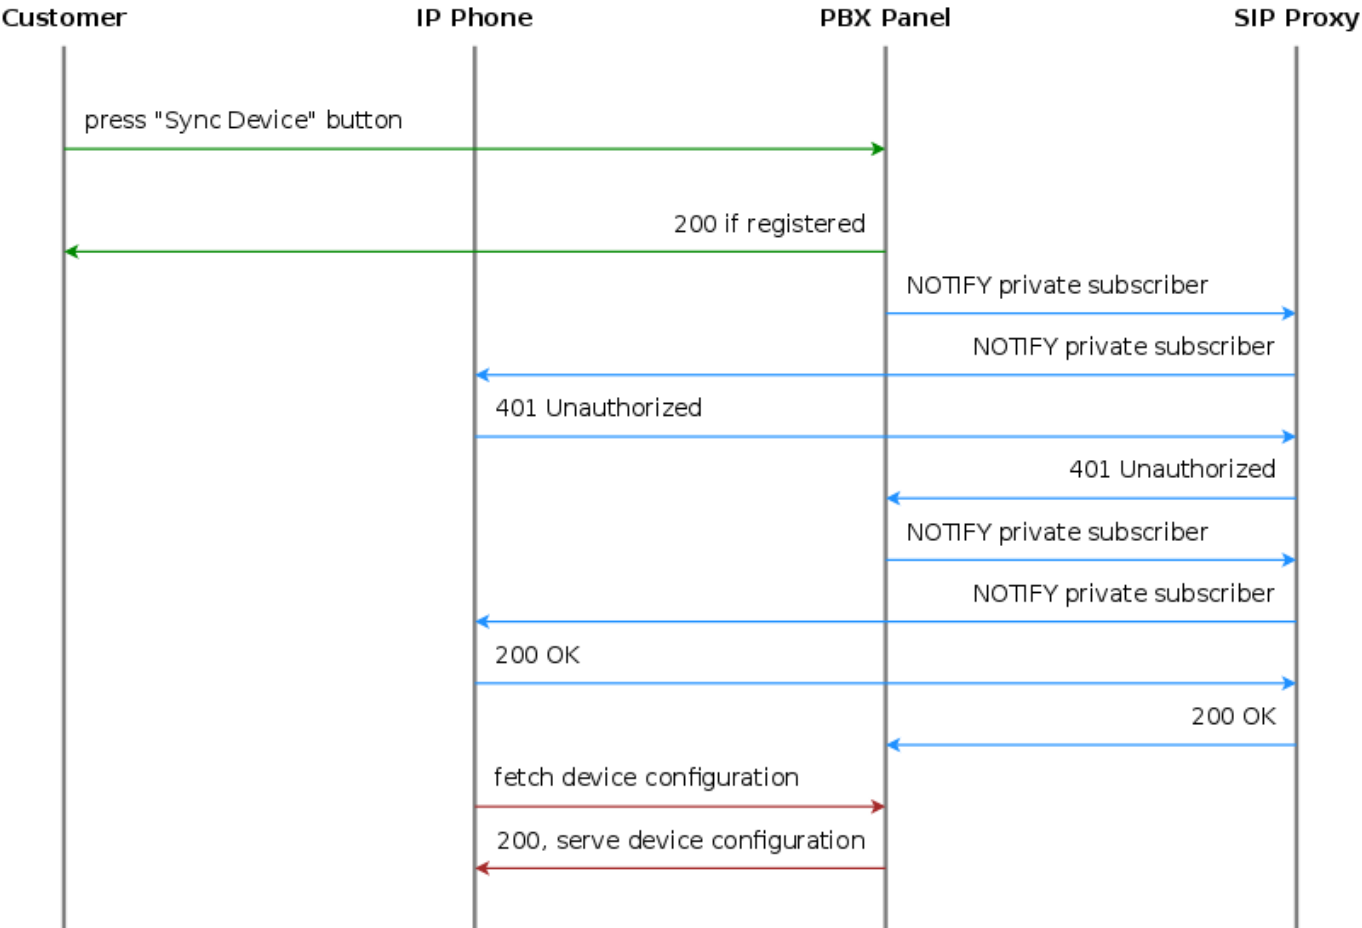 Customer IP Phone PBX Panel SIP Proxy
press "Sync Device" button
200 if registered
NOTIFY private subscriber
NOTIFY private subscriber
401 Unauthorized
401 Unauthorized
NOTIFY private subscriber
NOTIFY private subscriber
200 OK
200 OK
fetch device configuration
200, serve device configuration